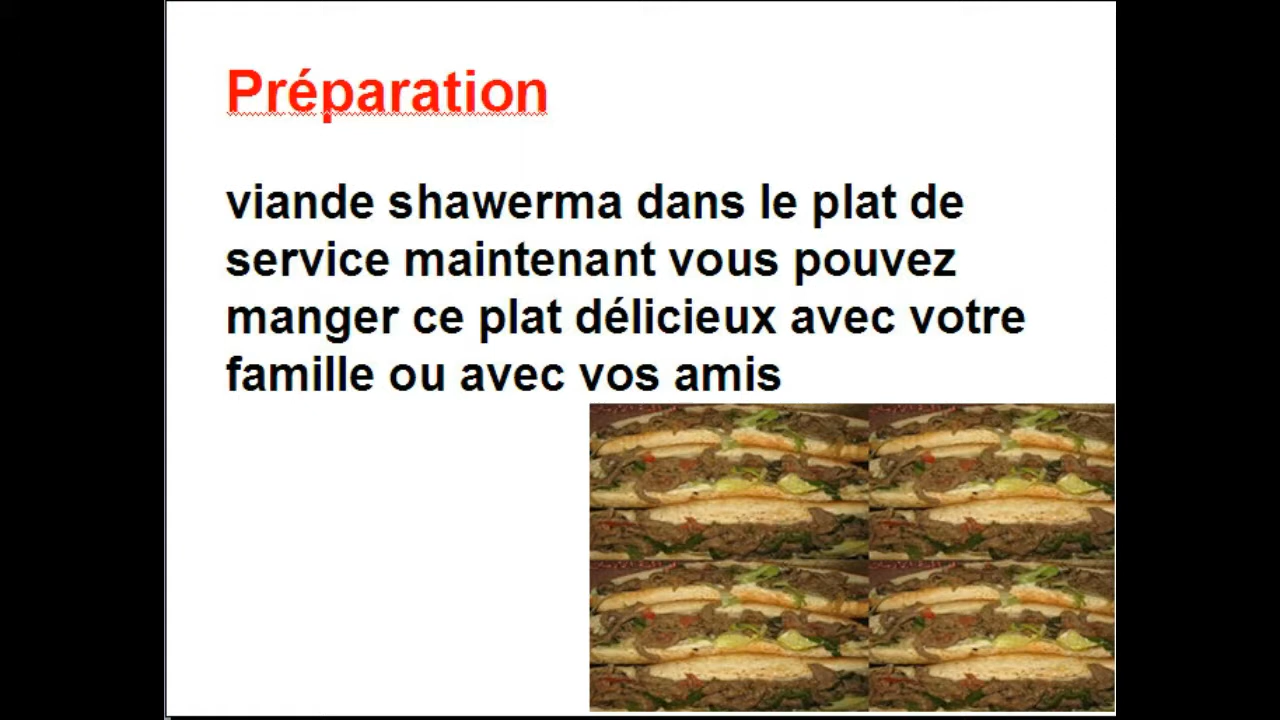 Préparation
viande shawerma dans le plat de
service maintenant vous pouvez
manger ce plat délicieux avec votre
famille ou avec vos amis